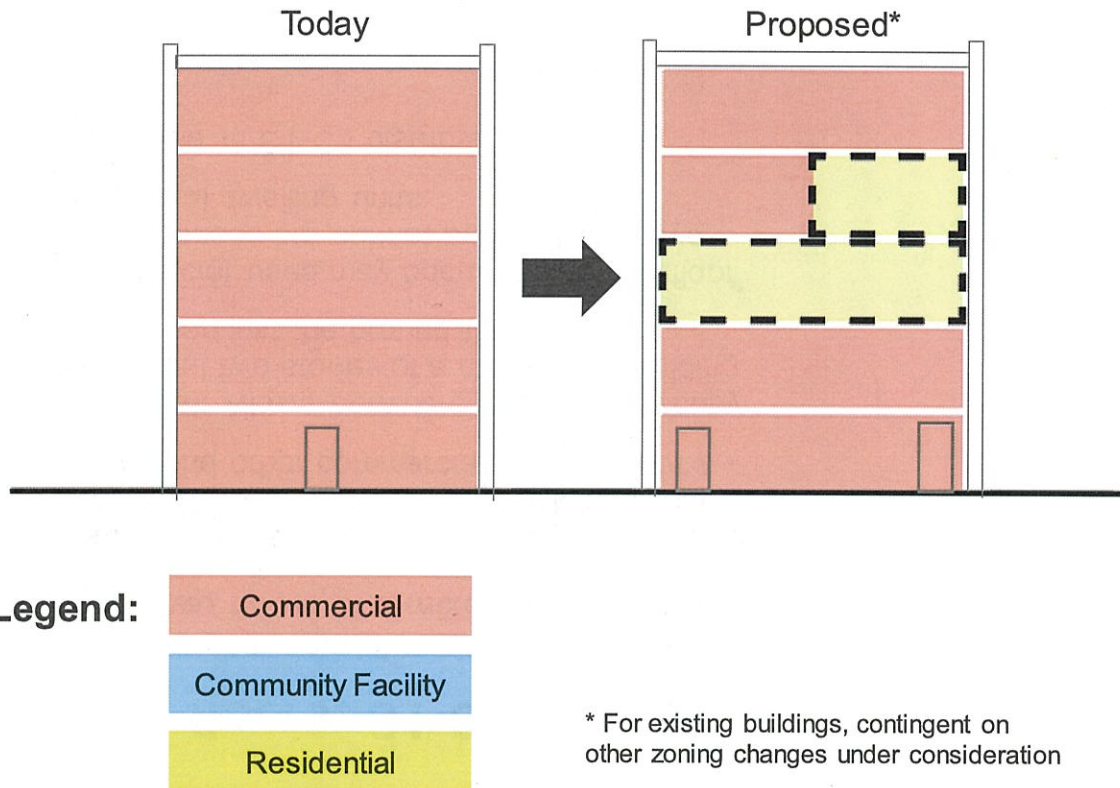 Today
Proposed*
Legend:
Commercial
Community Facility
Residential
* For existing buildings, contingent on
other zoning changes under consideration